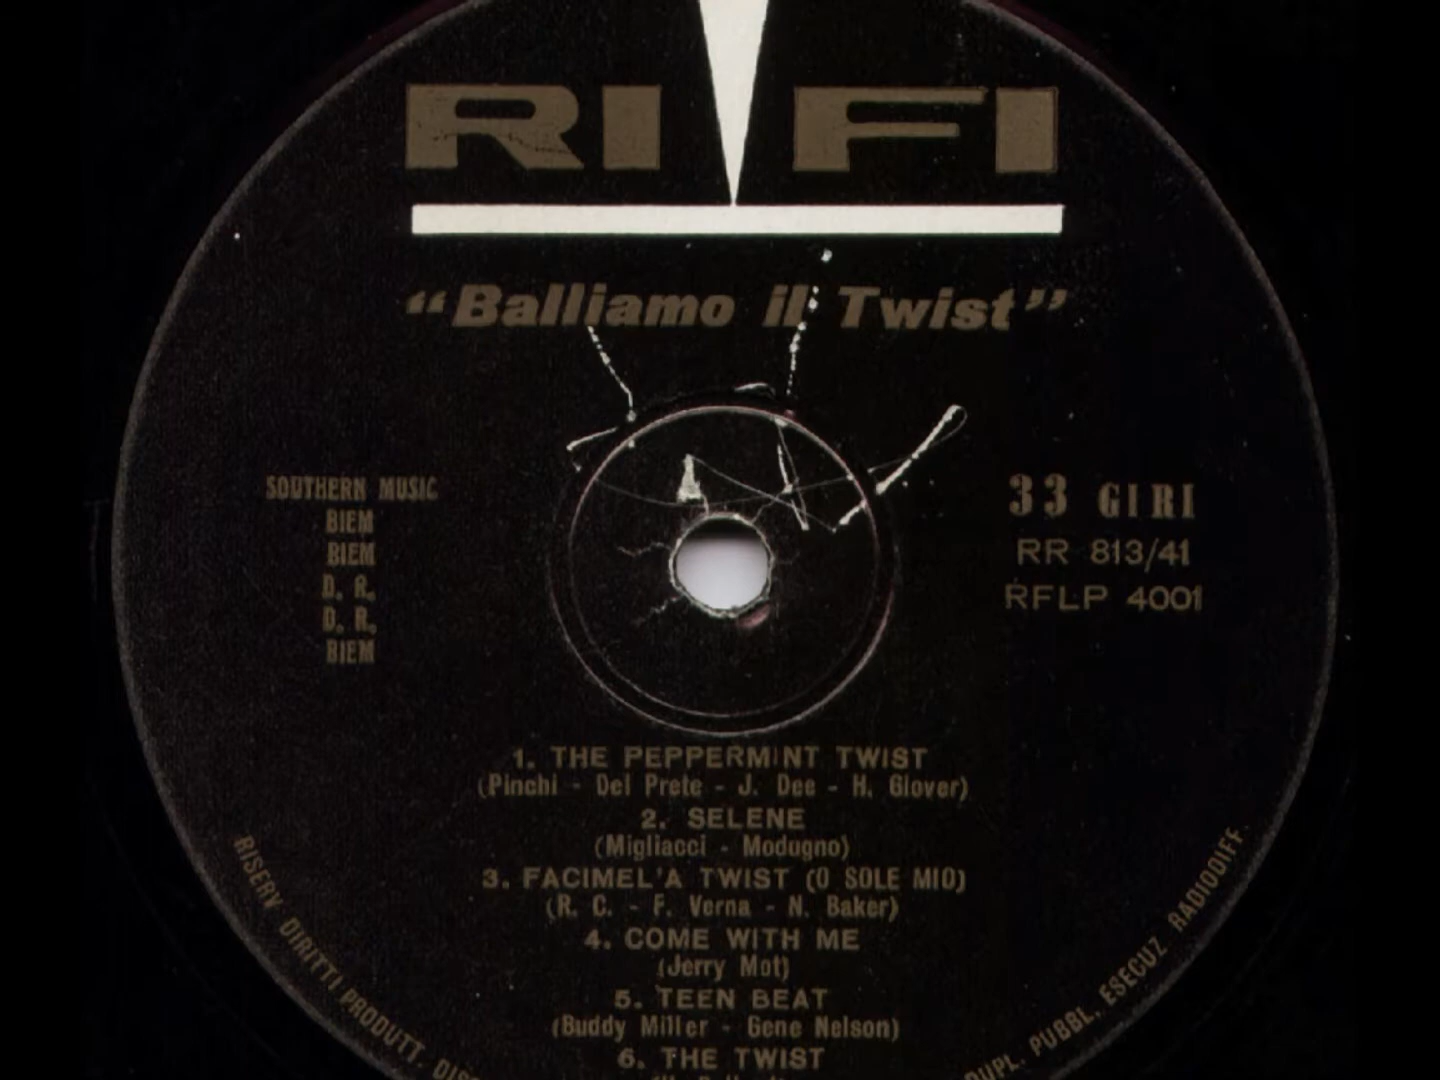 RI FI
"Balliamo il Twist"
SOUTHERN MUSIC
BIEM
BIEM
D. R.
D. R.
BIEM
33 GIRI
RR 813/41
RFLP 4001
1. THE PEPPERMINT TWIST
(Pinchi - Del Prete - J. Dee - H. Glover)
2. SELENE
(Migliacci - Modugno)
3. FACIMEL'A TWIST (O SOLE MIO)
(R. C. - F. Verna - N. Baker)
4. COME WITH ME
(Jerry Mot)
5. TEEN BEAT
(Buddy Miller - Gene Nelson)
6. THE TWIST
RISERV DIRITTI PRODUTT.
DUPL. PUBBL. ESECUZ RADIODIFF.